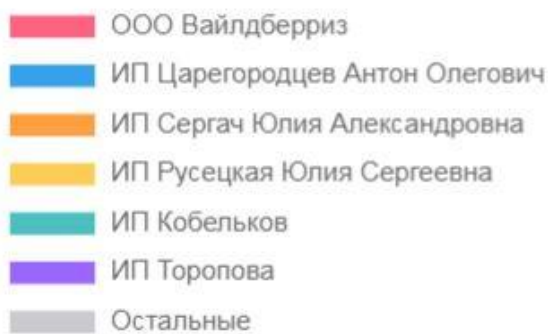 ООО Вайлдберриз
ИП Царегородцев Антон Олегович
ИП Сергач Юлия Александровна
ИП Русецкая Юлия Сергеевна
ИП Кобельков
ИП Торопова
Остальные